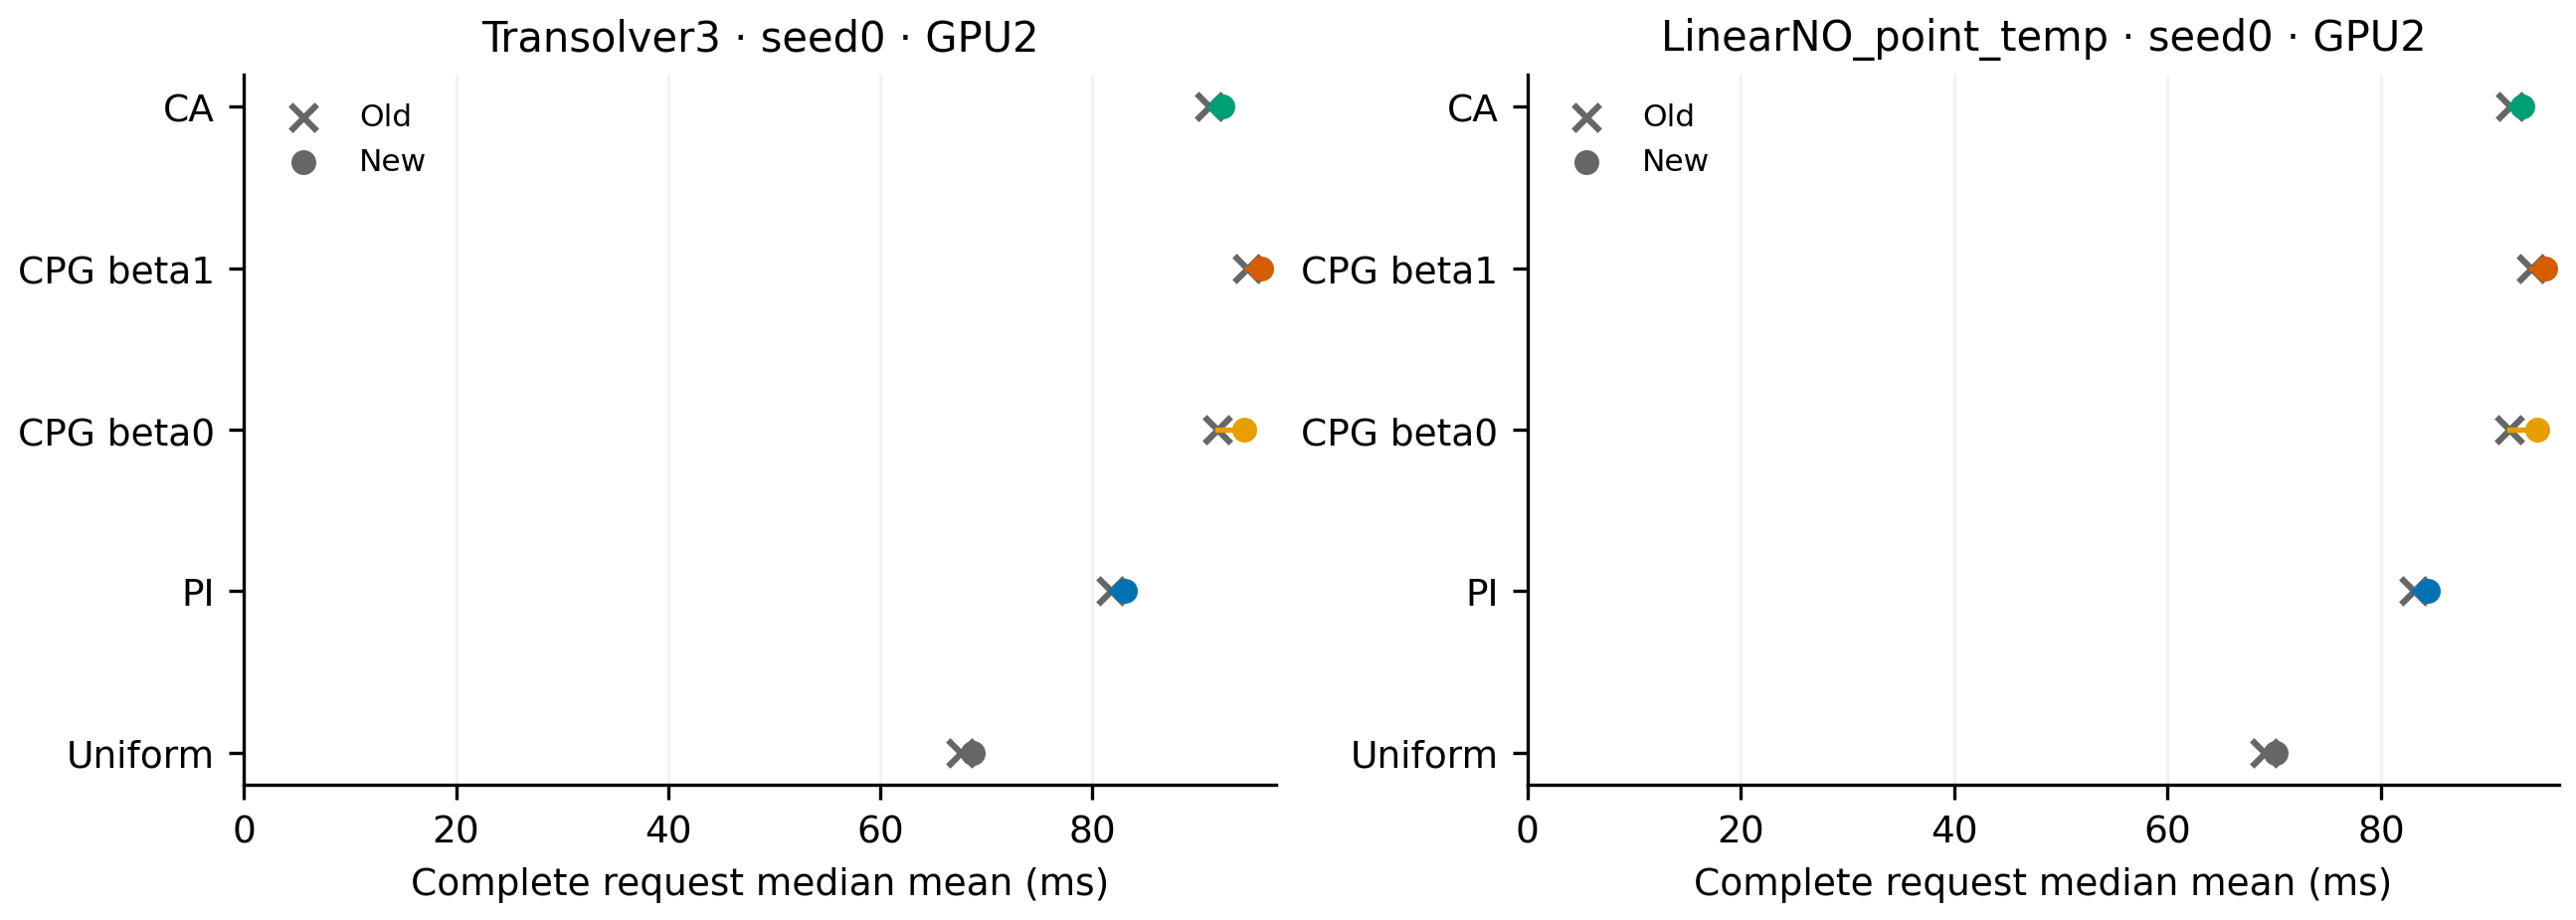 Transolver3 · seed0 · GPU2
CA
CPG beta1
CPG beta0
PI
Uniform
Old
New
0 20 40 60 80
Complete request median mean (ms)
LinearNO_point_temp · seed0 · GPU2
CA
CPG beta1
CPG beta0
PI
Uniform
Old
New
0 20 40 60 80
Complete request median mean (ms)